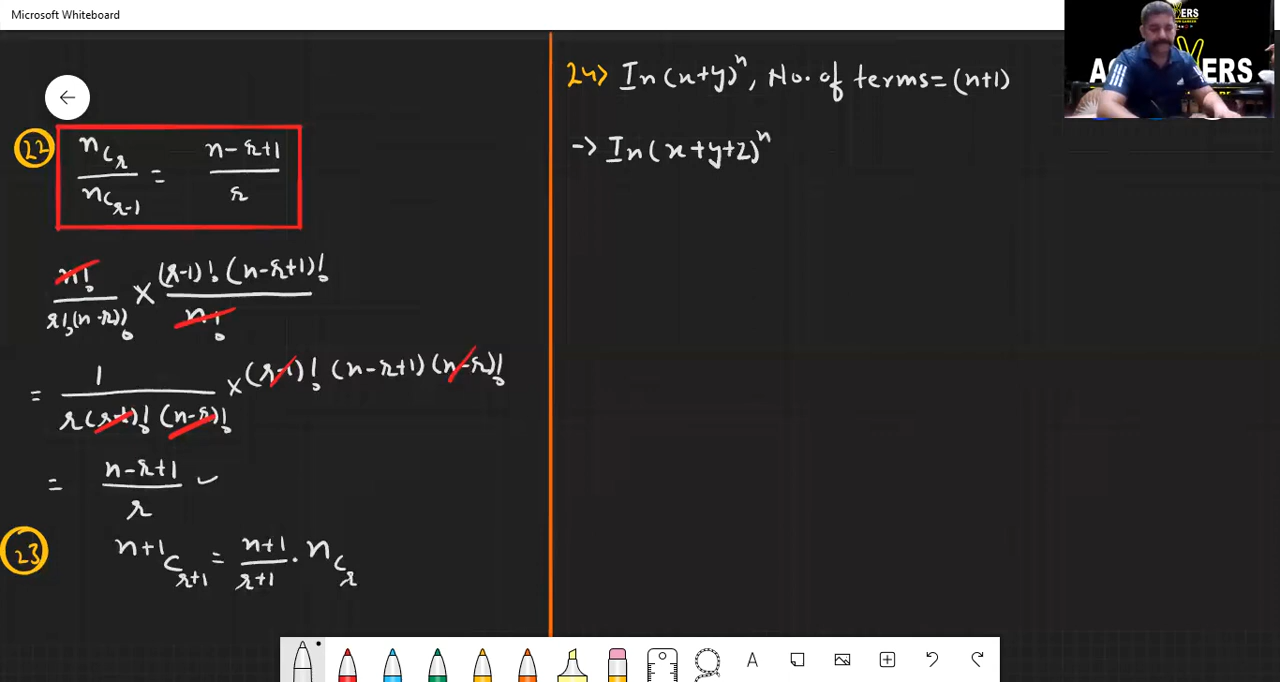 Microsoft Whiteboard
22
nCr / nCr-1 = n-r+1 / r
n! / r!(n-r)! × (r-1)!(n-r+1)! / n!
= 1 / r(r-1)!(n-r)! × (r-1)!(n-r+1)(n-r)!
= n-r+1 / r
23
n+1Cr+1 = n+1 / r+1 . nCr
24> In (x+y)^n, No. of terms = (n+1)
-> In (x+y+z)^n